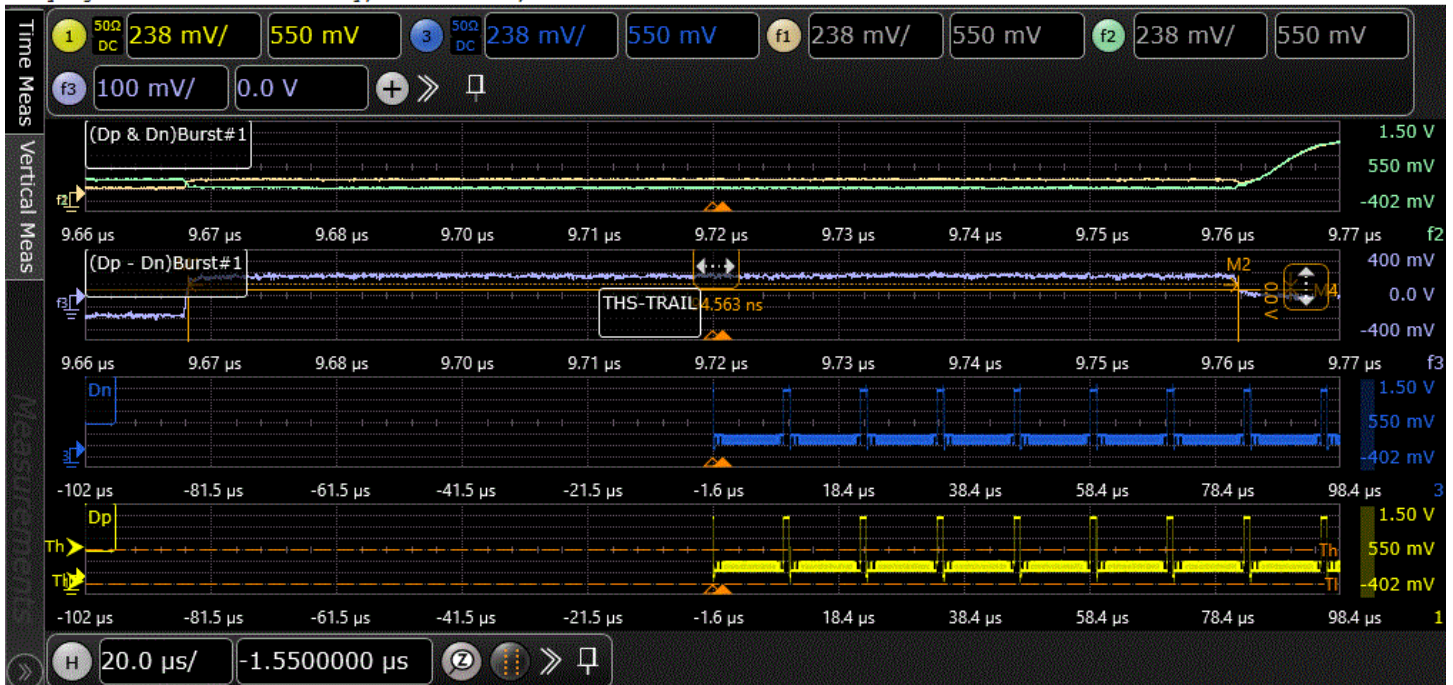 1 50Ω DC 238 mV/ 550 mV 3 50Ω DC 238 mV/ 550 mV f1 238 mV/ 550 mV f2 238 mV/ 550 mV
f3 100 mV/ 0.0 V
Time Meas
Vertical Meas
Measurements
(Dp & Dn)Burst#1
1.50 V
550 mV
-402 mV
f2
9.66 µs 9.67 µs 9.68 µs 9.70 µs 9.71 µs 9.72 µs 9.73 µs 9.74 µs 9.75 µs 9.76 µs 9.77 µs f2
(Dp - Dn)Burst#1
M2
400 mV
f3
THS-TRAIL 4.563 ns
0.0 V
M4
0.0 V
-400 mV
9.66 µs 9.67 µs 9.68 µs 9.70 µs 9.71 µs 9.72 µs 9.73 µs 9.74 µs 9.75 µs 9.76 µs 9.77 µs f3
Dn
1.50 V
550 mV
3
-402 mV
-102 µs -81.5 µs -61.5 µs -41.5 µs -21.5 µs -1.6 µs 18.4 µs 38.4 µs 58.4 µs 78.4 µs 98.4 µs 3
Dp
1.50 V
Th
Th
550 mV
Tl
-402 mV
-102 µs -81.5 µs -61.5 µs -41.5 µs -21.5 µs -1.6 µs 18.4 µs 38.4 µs 58.4 µs 78.4 µs 98.4 µs 1
H 20.0 µs/ -1.5500000 µs Z